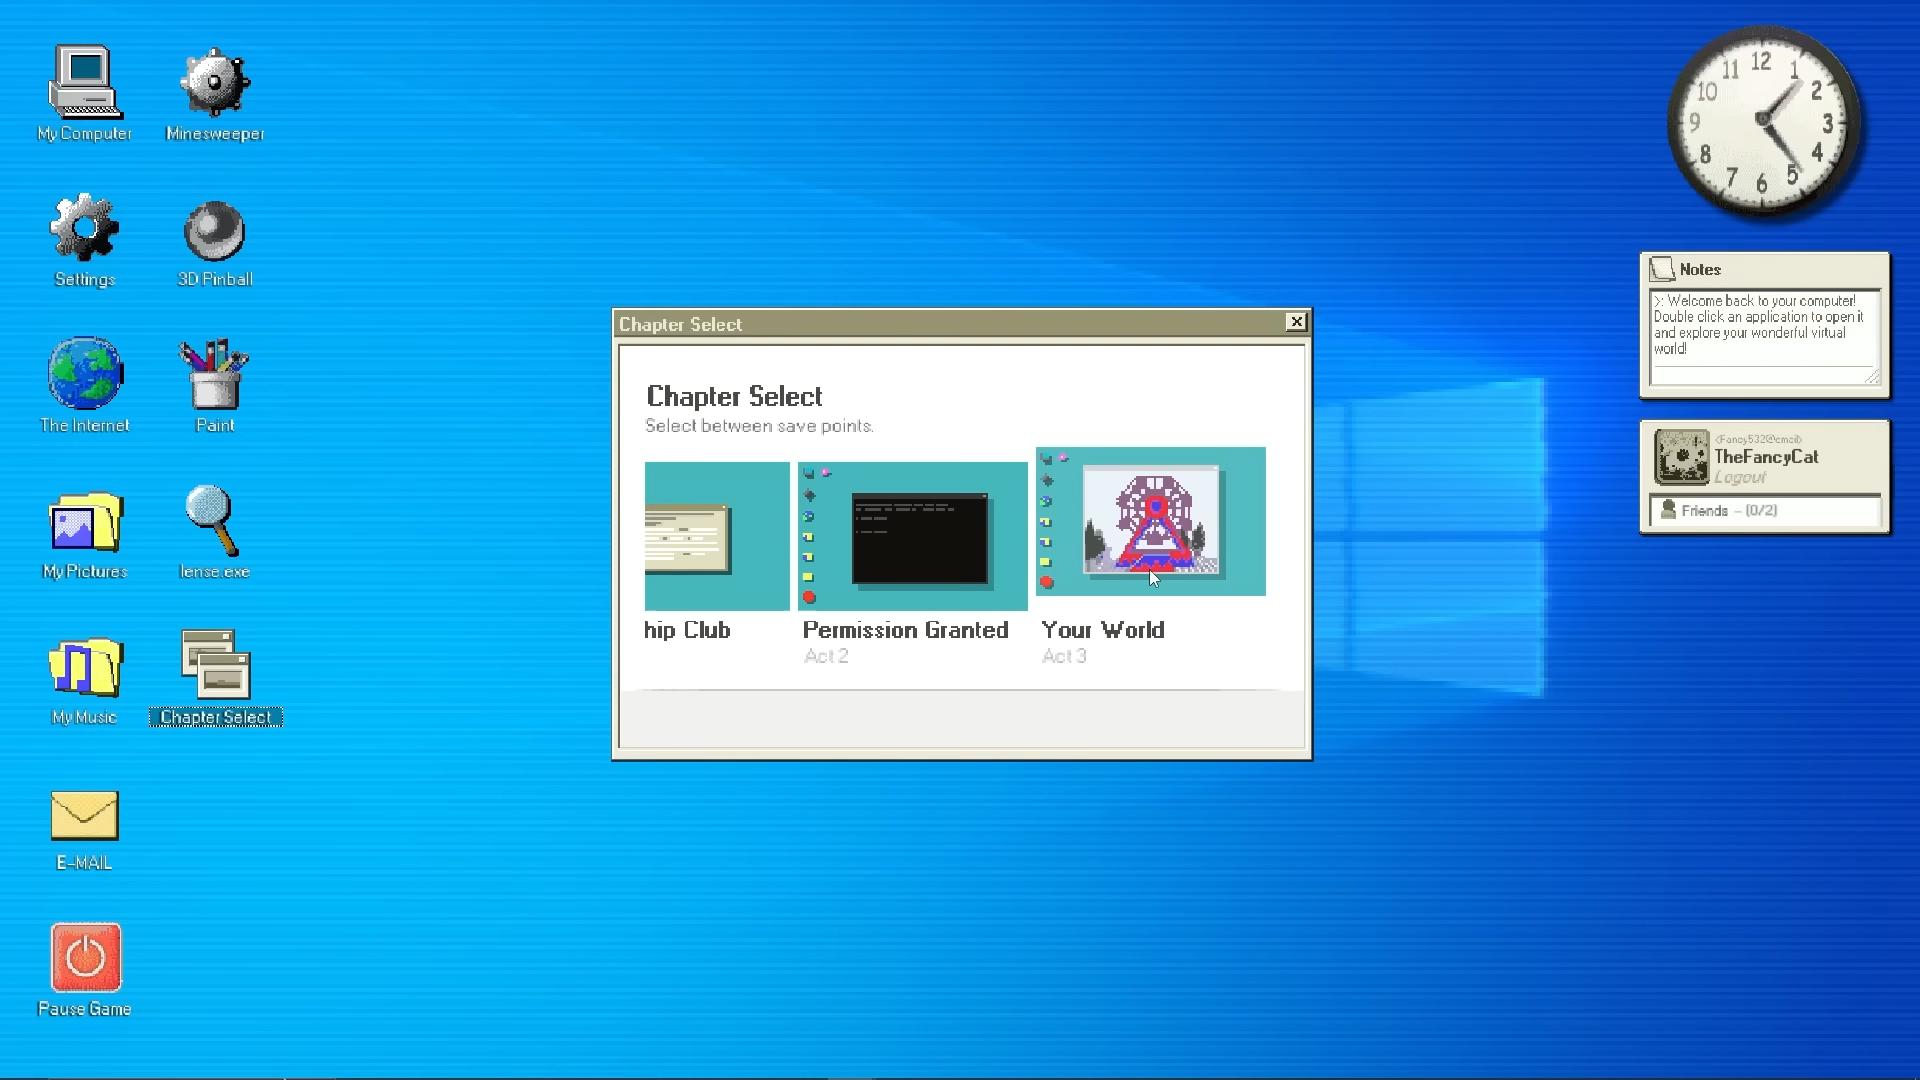 My Computer
Minesweeper
Settings
3D Pinball
The Internet
Paint
My Pictures
lense.exe
My Music
Chapter Select
E-MAIL
Pause Game
Chapter Select
Chapter Select
Select between save points.
hip Club
Permission Granted
Act 2
Your World
Act 3
12
1
2
3
4
5
6
7
8
9
10
11
Notes
>: Welcome back to your computer!
Double click an application to open it
and explore your wonderful virtual
world!
<Fancy532@email>
TheFancyCat
Logout
Friends - (0/2)